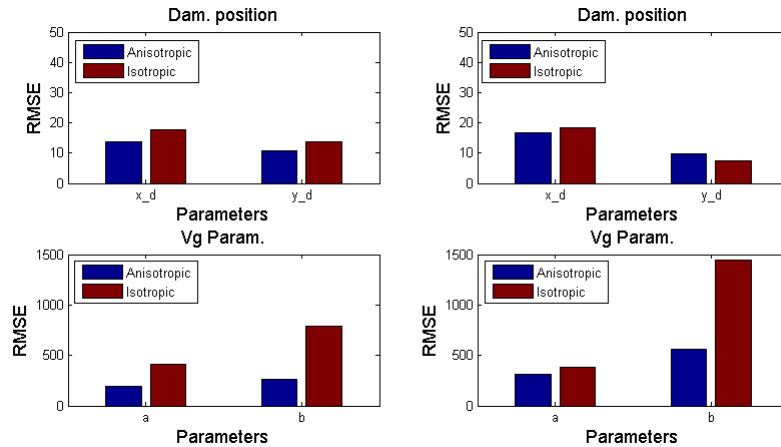 Dam. position
50
40
30
20
10
0
RMSE
Anisotropic
Isotropic
x_d
y_d
Parameters
Dam. position
50
40
30
20
10
0
RMSE
Anisotropic
Isotropic
x_d
y_d
Parameters
Vg Param.
1500
1000
500
0
RMSE
Anisotropic
Isotropic
a
b
Parameters
Vg Param.
1500
1000
500
0
RMSE
Anisotropic
Isotropic
a
b
Parameters